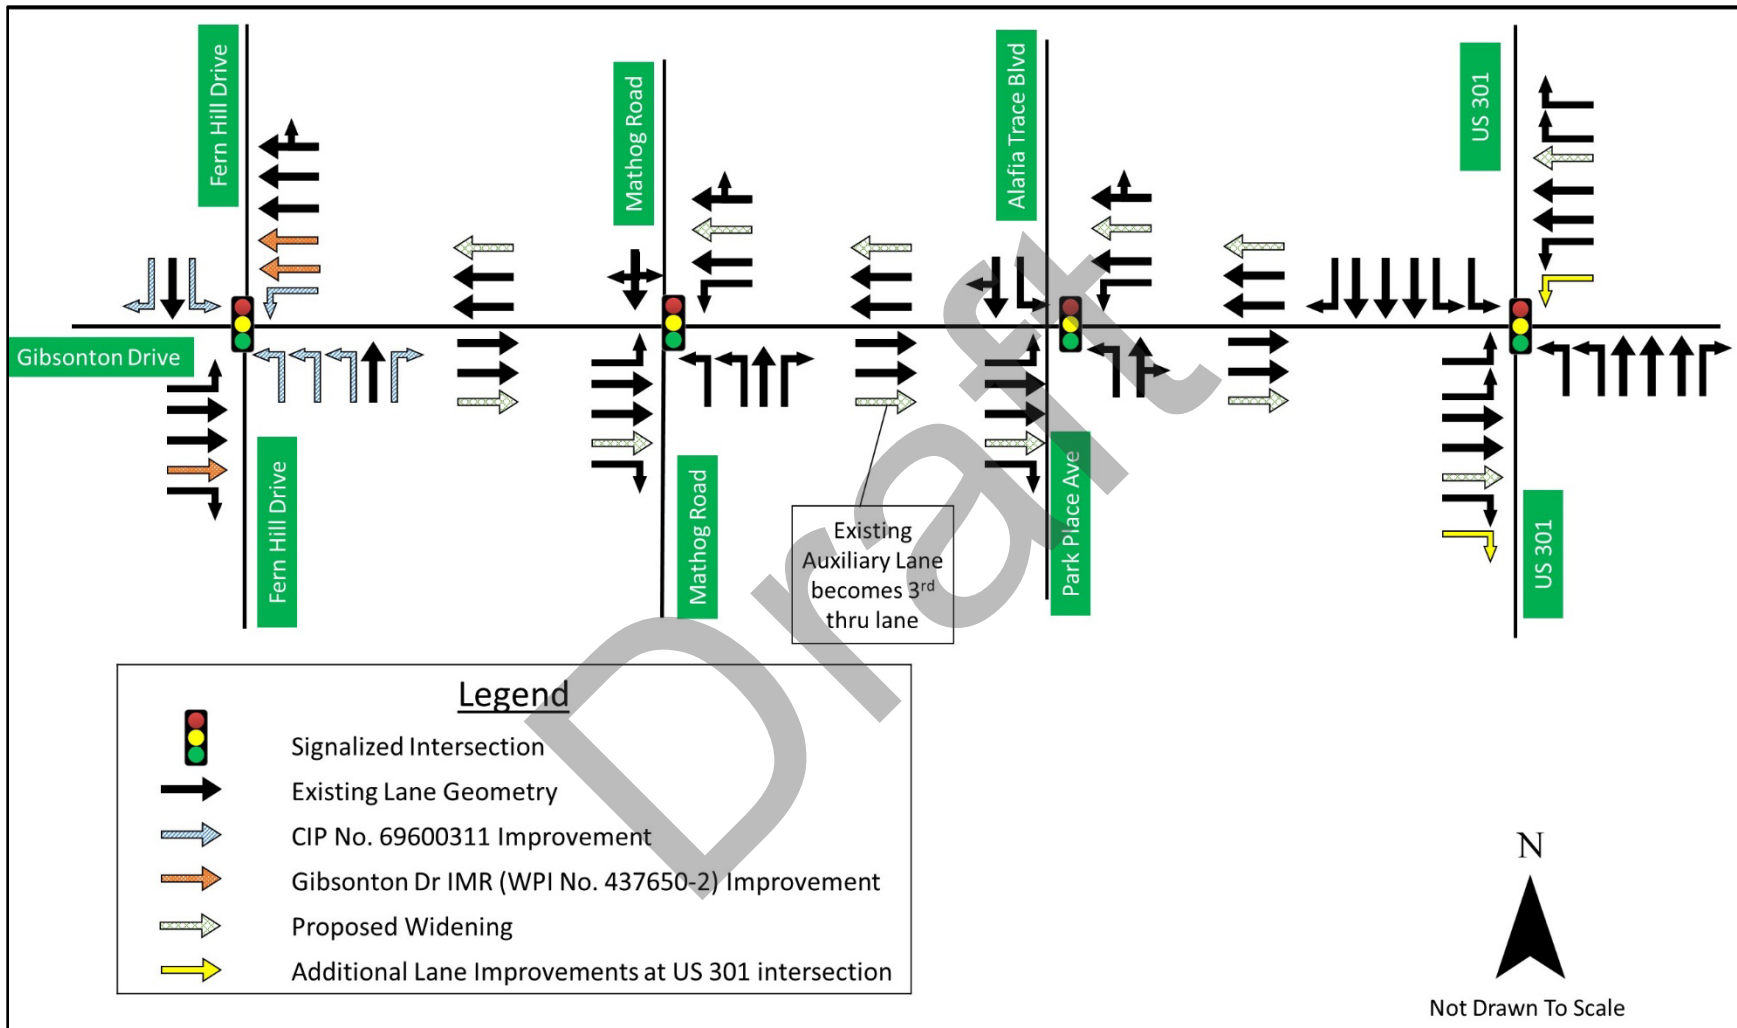 Fern Hill Drive
Mathog Road
Alafia Trace Blvd
US 301
Gibsonton Drive
Fern Hill Drive
Mathog Road
Park Place Ave
US 301
Existing
Auxiliary Lane
becomes 3rd
thru lane
Draft
Legend
Signalized Intersection
Existing Lane Geometry
CIP No. 69600311 Improvement
Gibsonton Dr IMR (WPI No. 437650-2) Improvement
Proposed Widening
Additional Lane Improvements at US 301 intersection
N
Not Drawn To Scale